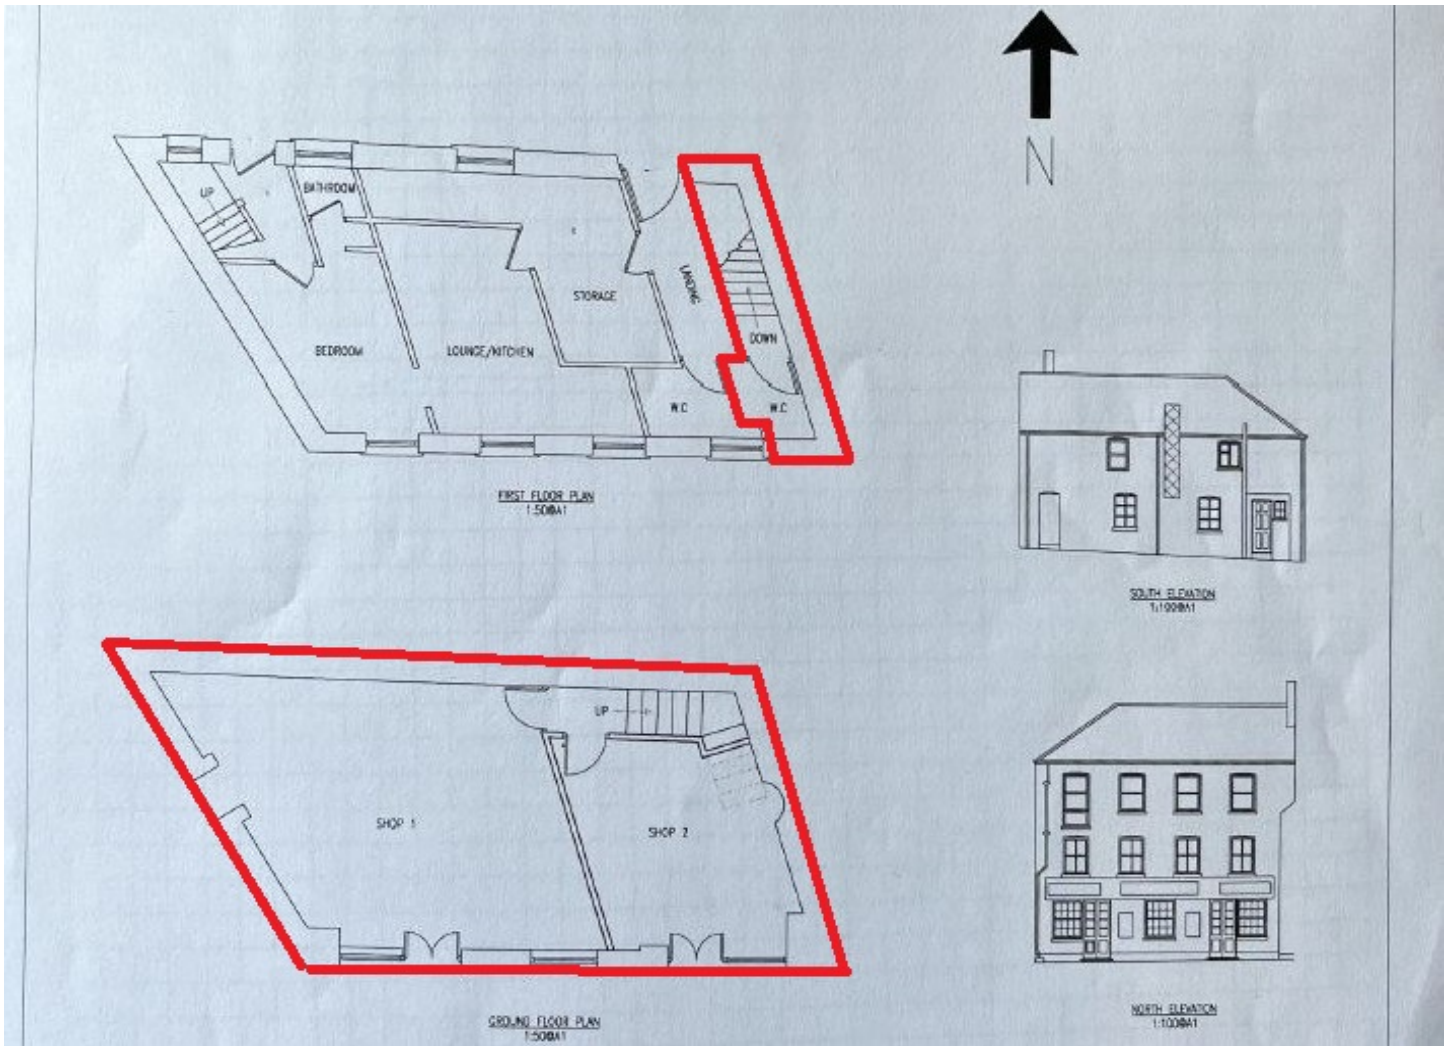 N
UP
BATHROOM
STORAGE
LANDING
DOWN
BEDROOM
LOUNGE/KITCHEN
W.C
W.C
FIRST FLOOR PLAN
1:50@A1
SOUTH ELEVATION
1:100@A1
UP
SHOP 1
SHOP 2
GROUND FLOOR PLAN
1:50@A1
NORTH ELEVATION
1:100@A1